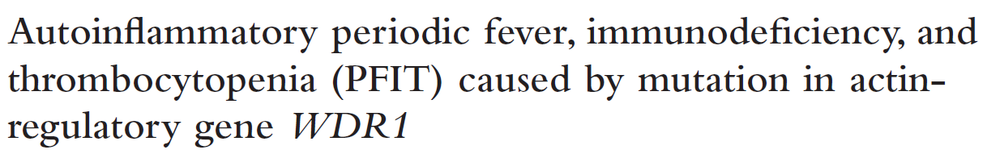 Autoinflammatory periodic fever, immunodeficiency, and
thrombocytopenia (PFIT) caused by mutation in actin-
regulatory gene WDR1